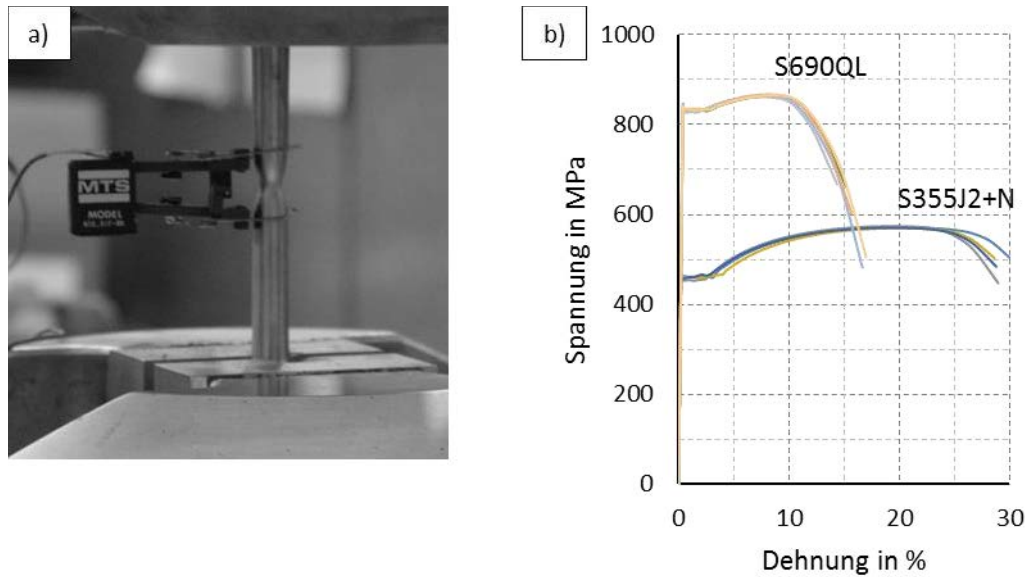 a)
MTS
MODEL
b)
Spannung in MPa
1000
800
600
400
200
0
S690QL
S355J2+N
0 10 20 30
Dehnung in %